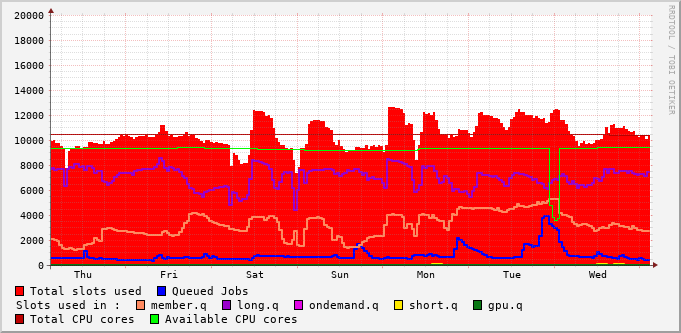 20000
18000
16000
14000
12000
10000
8000
6000
4000
2000
0
Thu Fri Sat Sun Mon Tue Wed
RRDTOOL / TOBI OETIKER
Total slots used Queued Jobs
Slots used in : member.q long.q ondemand.q short.q gpu.q
Total CPU cores Available CPU cores